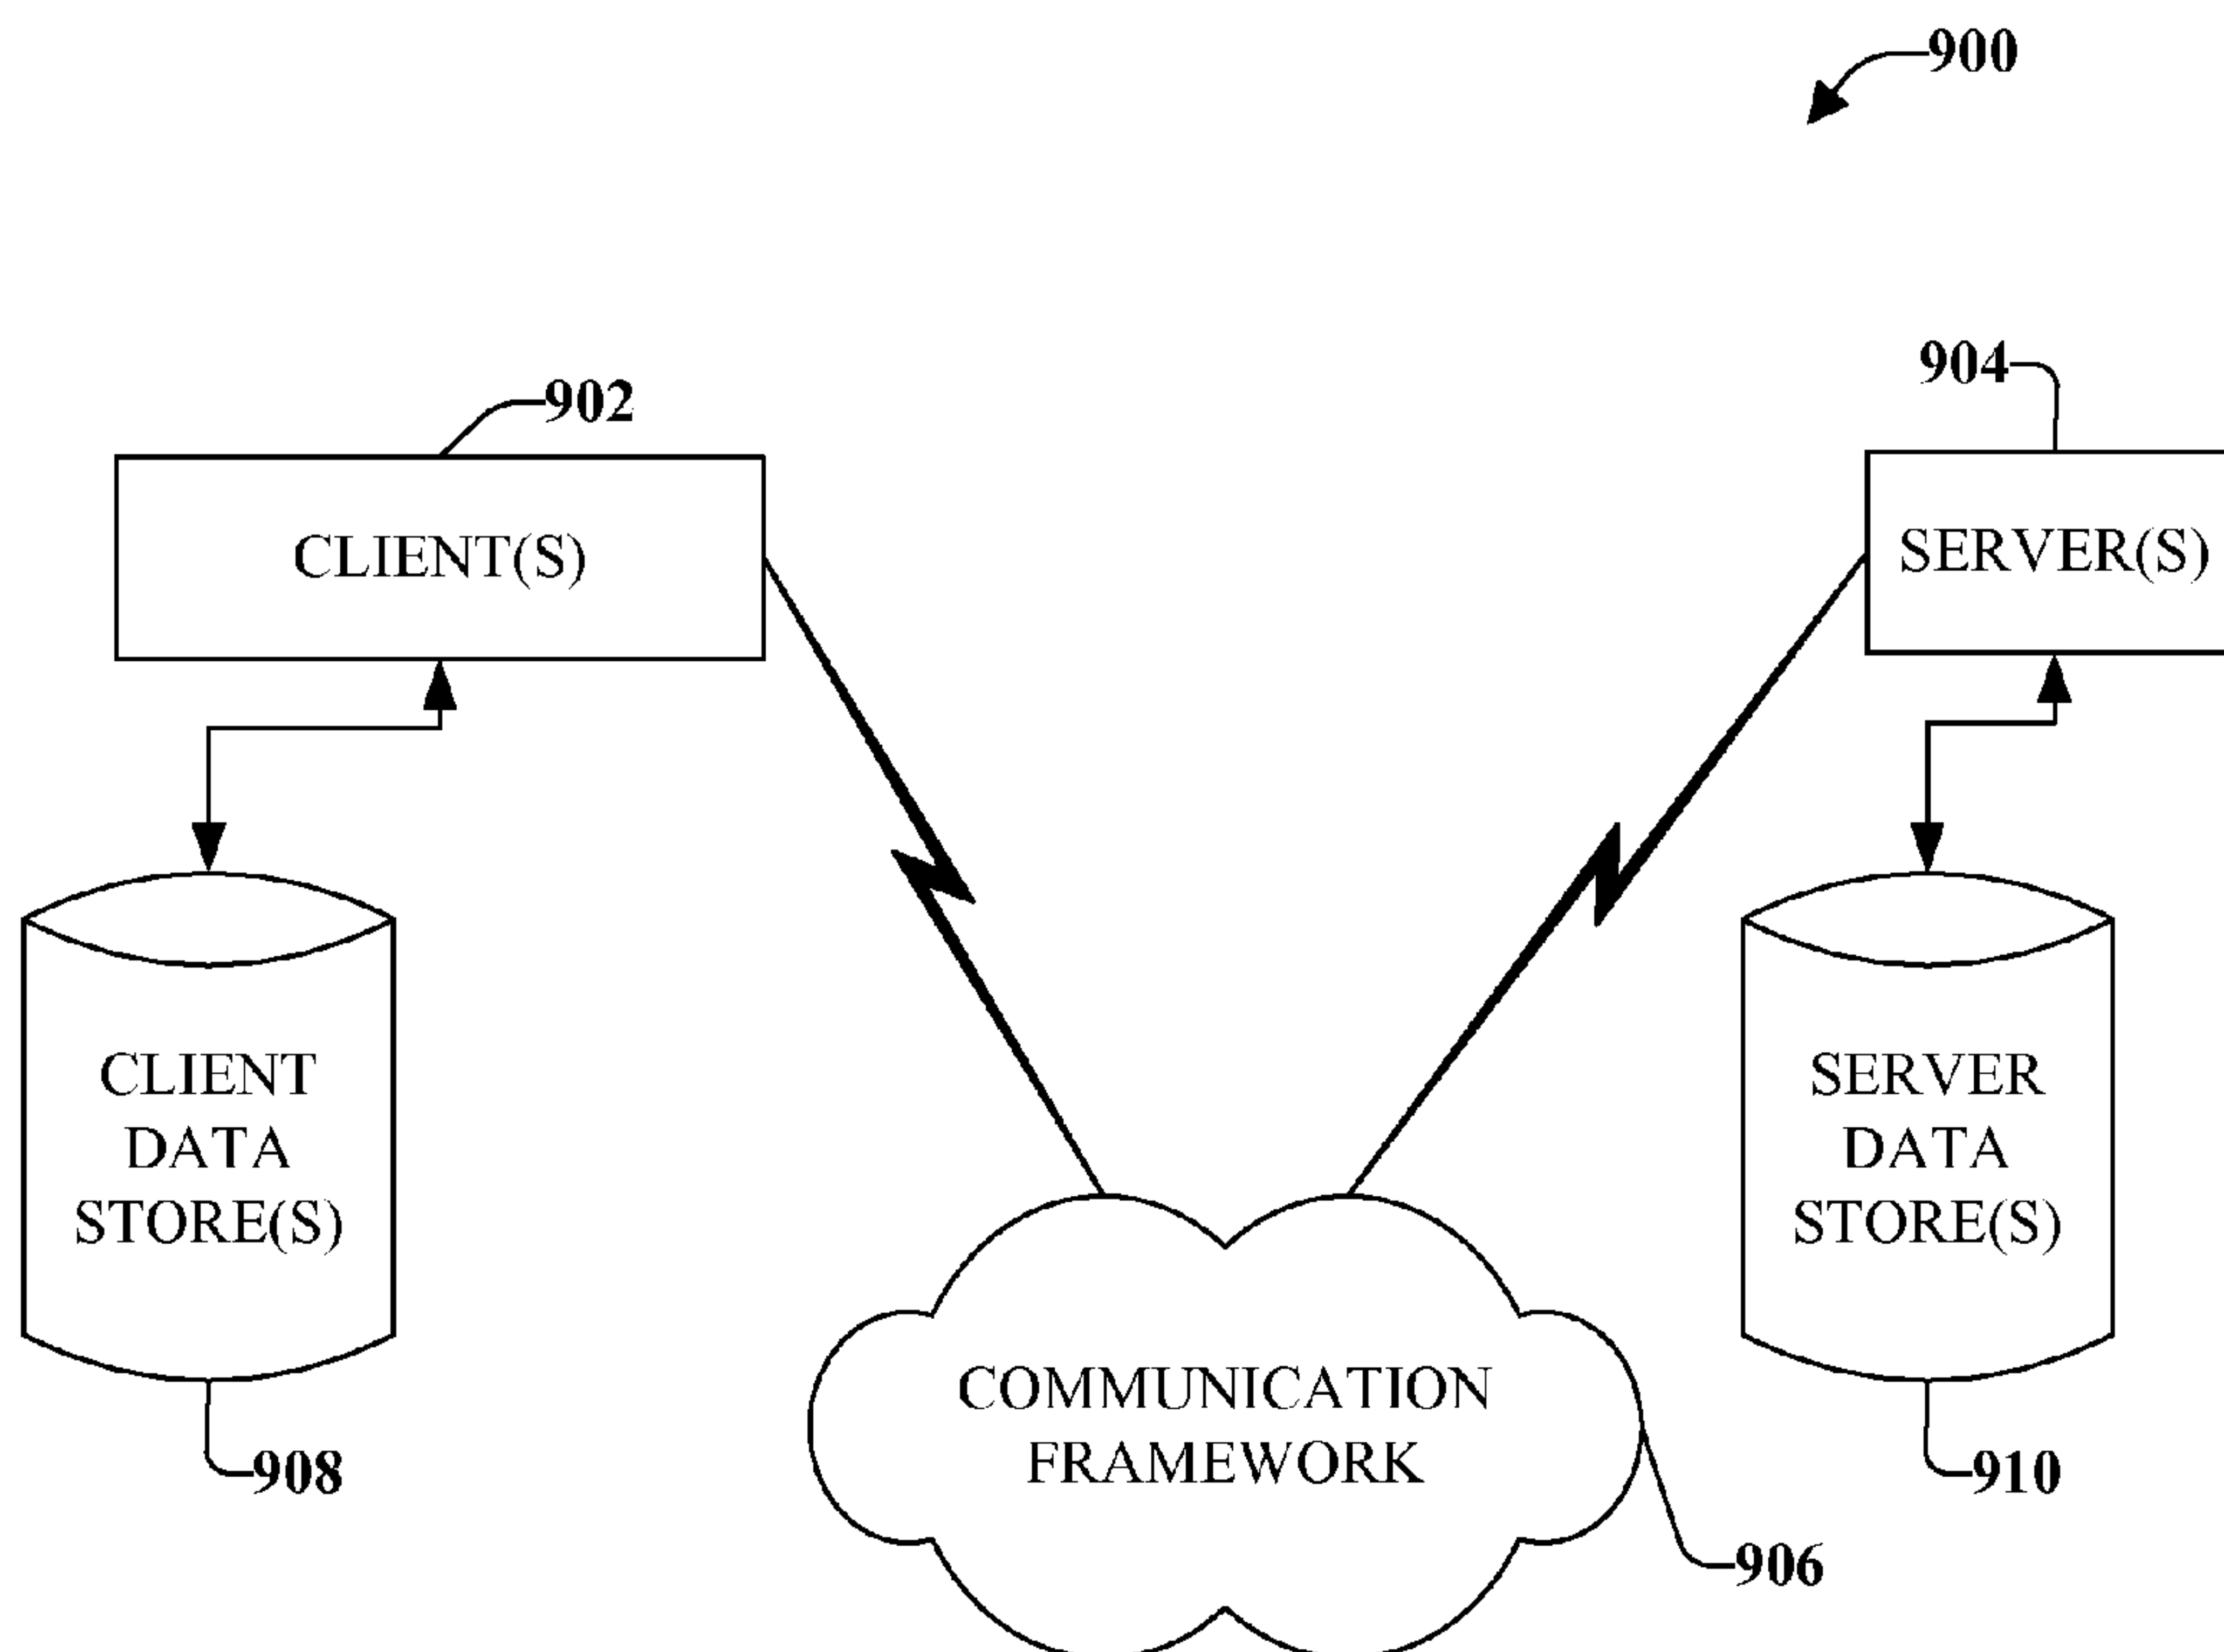 900
904
902
CLIENT(S)
SERVER(S)
CLIENT
DATA
STORE(S)
SERVER
DATA
STORE(S)
COMMUNICATION
FRAMEWORK
908
910
906